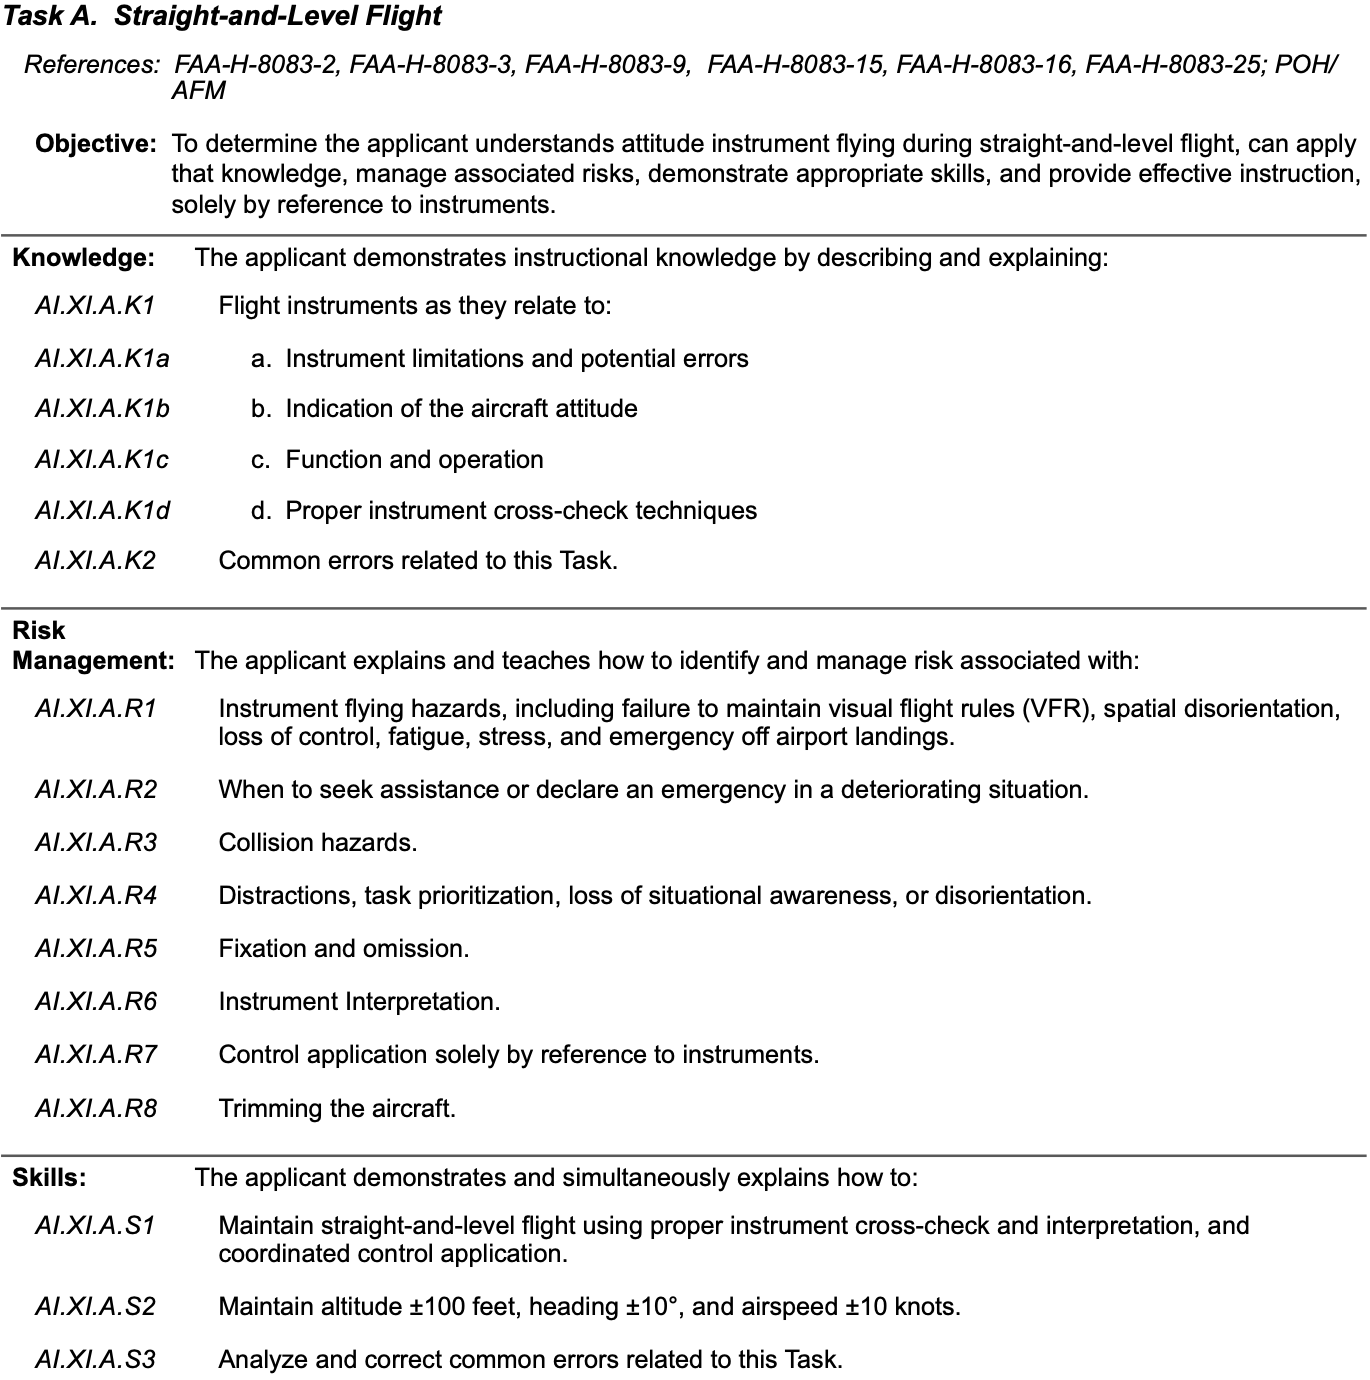 Task A. Straight-and-Level Flight
References: FAA-H-8083-2, FAA-H-8083-3, FAA-H-8083-9, FAA-H-8083-15, FAA-H-8083-16, FAA-H-8083-25; POH/
AFM
Objective: To determine the applicant understands attitude instrument flying during straight-and-level flight, can apply
that knowledge, manage associated risks, demonstrate appropriate skills, and provide effective instruction,
solely by reference to instruments.
Knowledge: The applicant demonstrates instructional knowledge by describing and explaining:
AI.XI.A.K1 Flight instruments as they relate to:
AI.XI.A.K1a a. Instrument limitations and potential errors
AI.XI.A.K1b b. Indication of the aircraft attitude
AI.XI.A.K1c c. Function and operation
AI.XI.A.K1d d. Proper instrument cross-check techniques
AI.XI.A.K2 Common errors related to this Task.
Risk
Management: The applicant explains and teaches how to identify and manage risk associated with:
AI.XI.A.R1 Instrument flying hazards, including failure to maintain visual flight rules (VFR), spatial disorientation,
loss of control, fatigue, stress, and emergency off airport landings.
AI.XI.A.R2 When to seek assistance or declare an emergency in a deteriorating situation.
AI.XI.A.R3 Collision hazards.
AI.XI.A.R4 Distractions, task prioritization, loss of situational awareness, or disorientation.
AI.XI.A.R5 Fixation and omission.
AI.XI.A.R6 Instrument Interpretation.
AI.XI.A.R7 Control application solely by reference to instruments.
AI.XI.A.R8 Trimming the aircraft.
Skills: The applicant demonstrates and simultaneously explains how to:
AI.XI.A.S1 Maintain straight-and-level flight using proper instrument cross-check and interpretation, and
coordinated control application.
AI.XI.A.S2 Maintain altitude ±100 feet, heading ±10°, and airspeed ±10 knots.
AI.XI.A.S3 Analyze and correct common errors related to this Task.